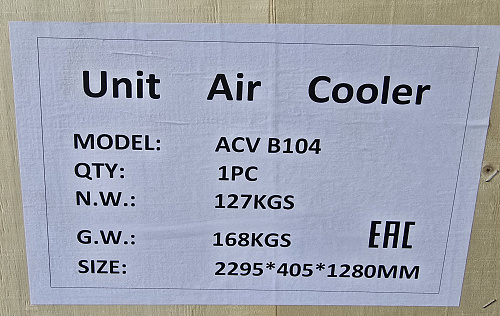 Unit Air Cooler
MODEL: ACV B104
QTY: 1PC
N.W.: 127KGS
G.W.: 168KGS
EAC
SIZE: 2295*405*1280MM